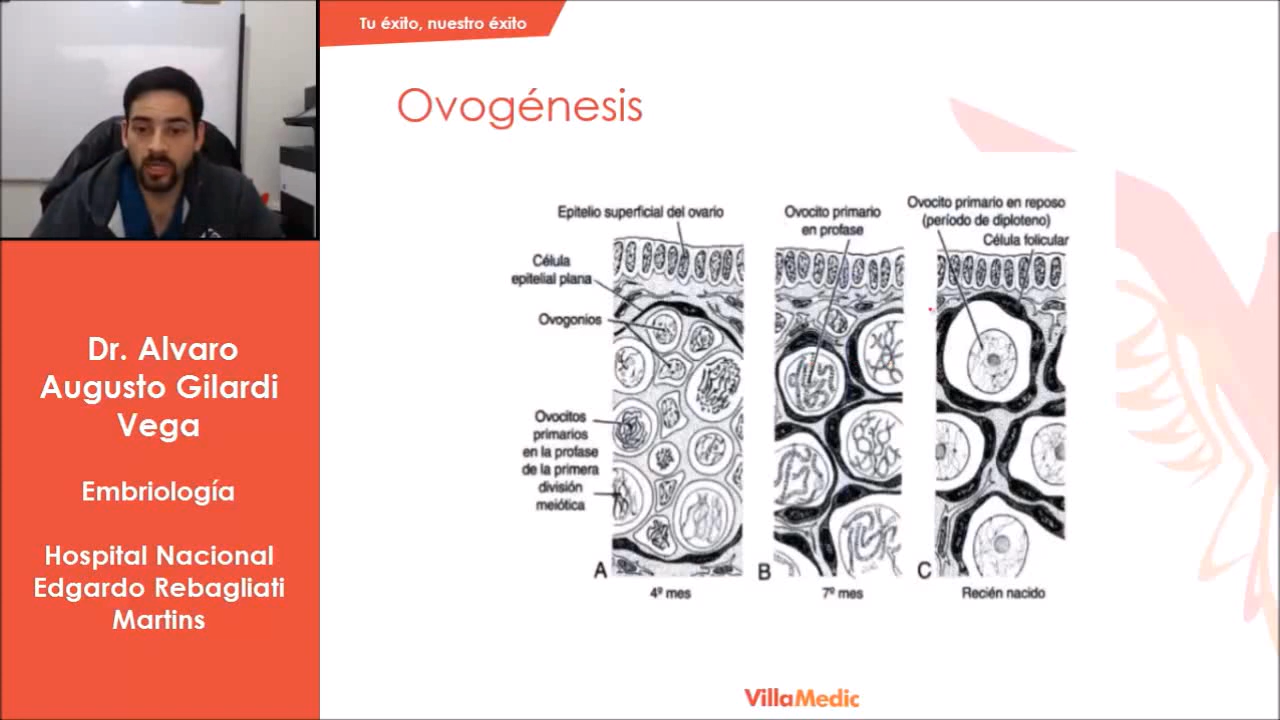 Tu éxito, nuestro éxito
Ovogénesis
Dr. Alvaro
Augusto Gilardi
Vega
Embriología
Hospital Nacional
Edgardo Rebagliati
Martins
Epitelio superficial del ovario
Célula
epitelial plana
Ovogonios
Ovocitos
primarios
en la profase
de la primera
división
meiótica
A
4º mes
Ovocito primario
en profase
B
7º mes
Ovocito primario en reposo
(período de diploteno)
Célula folicular
C
Recién nacido
VillaMedic